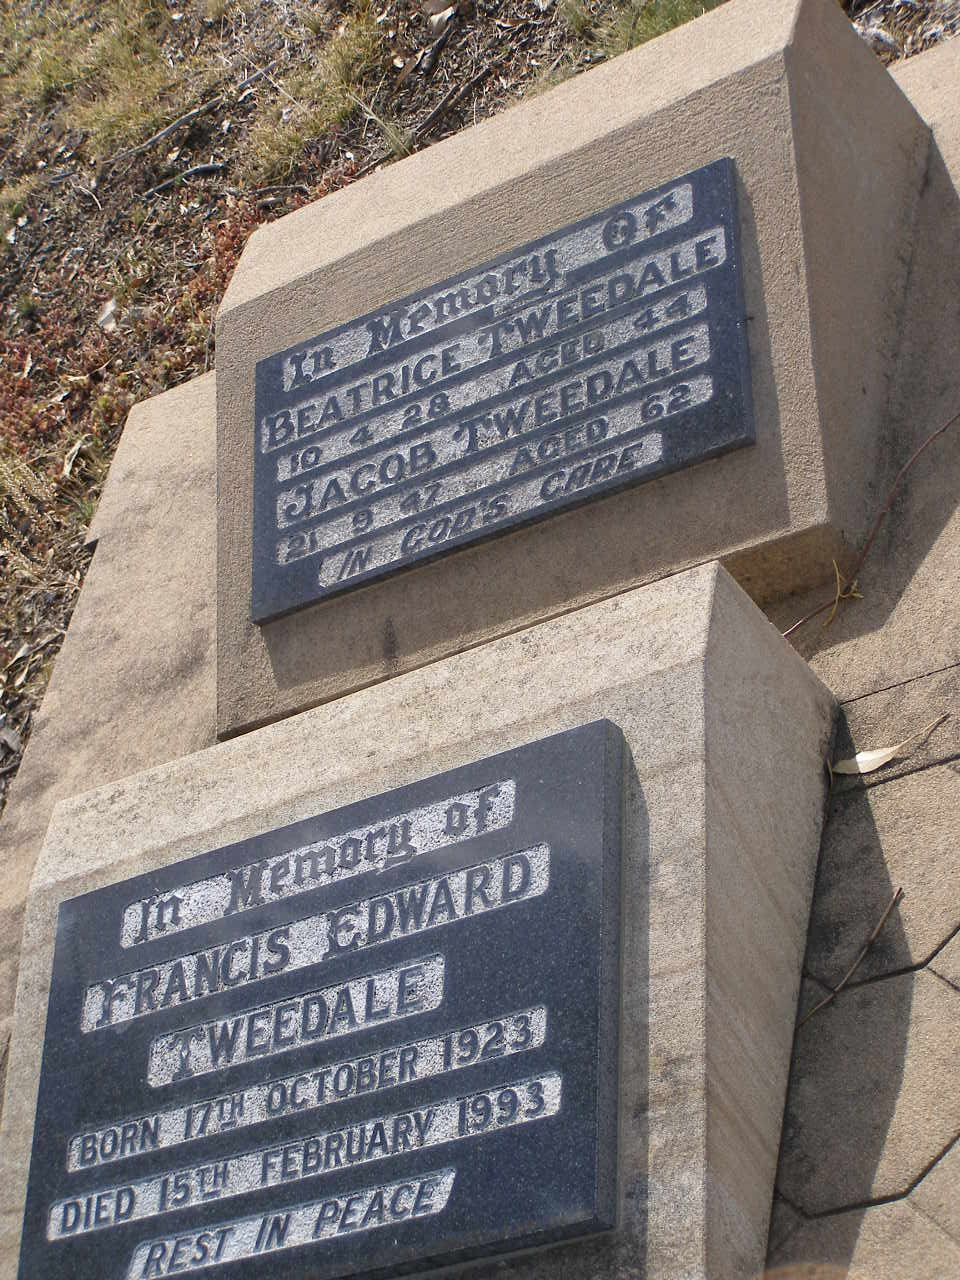 In Memory Of
BEATRICE TWEEDALE
10 4 28 AGED 44
JACOB TWEEDALE
21 9 47 AGED 62
IN GOD'S CARE
In Memory of
FRANCIS EDWARD
TWEEDALE
BORN 17TH OCTOBER 1923
DIED 15TH FEBRUARY 1993
REST IN PEACE